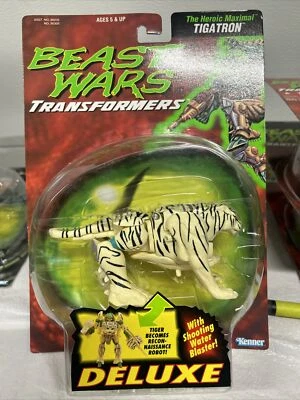 AGES 5 & UP
The Heroic Maximal
TIGATRON™
BEAST
WARS
TRANSFORMERS
TIGER
BECOMES
RECON-
NAISSANCE
ROBOT!
With
Shooting
Water
Blaster!
Kenner
DELUXE